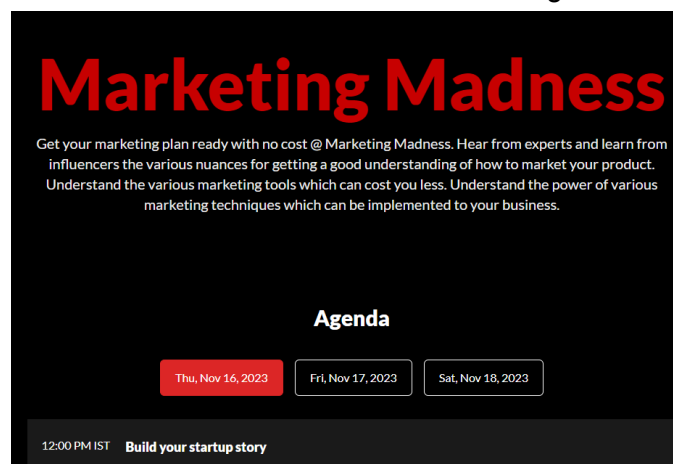 Marketing Madness
Get your marketing plan ready with no cost @ Marketing Madness. Hear from experts and learn from
influencers the various nuances for getting a good understanding of how to market your product.
Understand the various marketing tools which can cost you less. Understand the power of various
marketing techniques which can be implemented to your business.
Agenda
Thu, Nov 16, 2023 Fri, Nov 17, 2023 Sat, Nov 18, 2023
12:00 PM IST Build your startup story